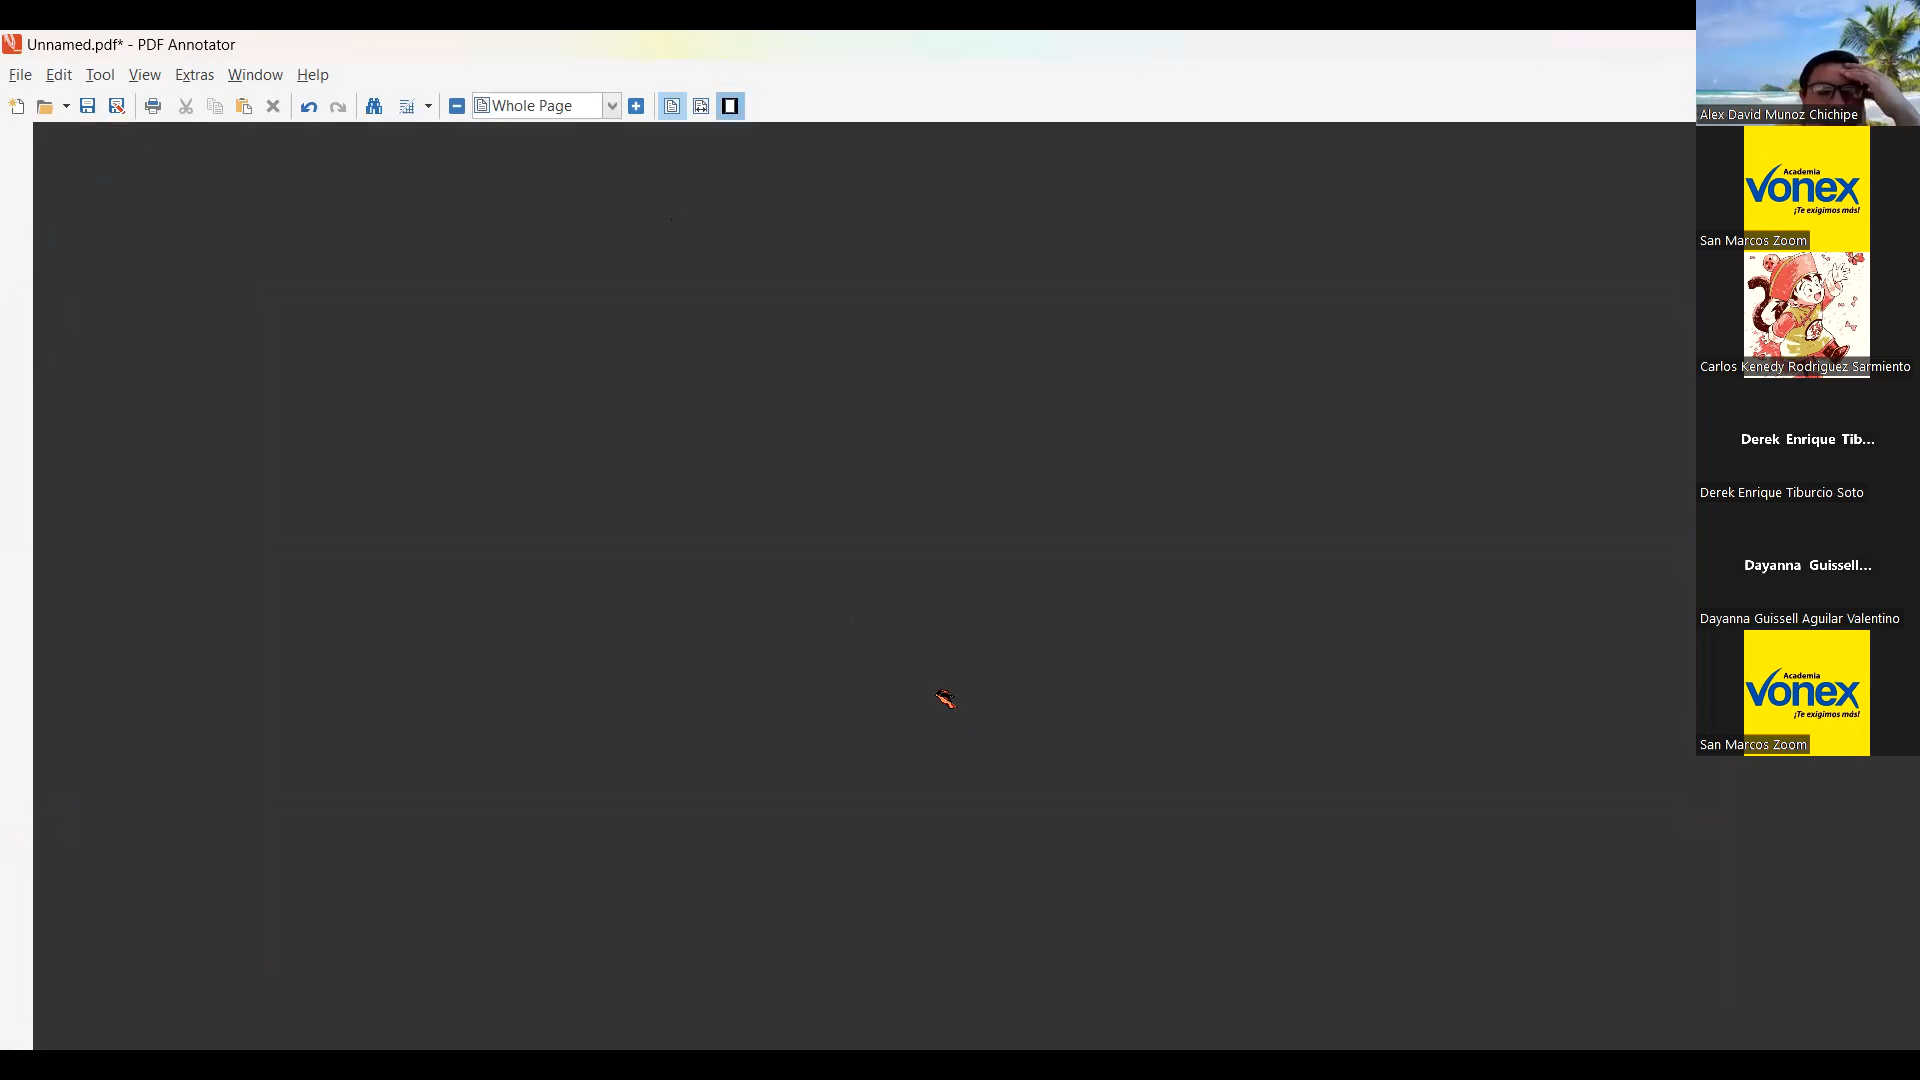 Unnamed.pdf* - PDF Annotator
File Edit Tool View Extras Window Help
Whole Page
Alex David Munoz Chichipe
Academia
vonex
¡Te exigimos más!
San Marcos Zoom
Carlos Kenedy Rodriguez Sarmiento
Derek Enrique Tib...
Derek Enrique Tiburcio Soto
Dayanna Guissell...
Dayanna Guissell Aguilar Valentino
Academia
vonex
¡Te exigimos más!
San Marcos Zoom